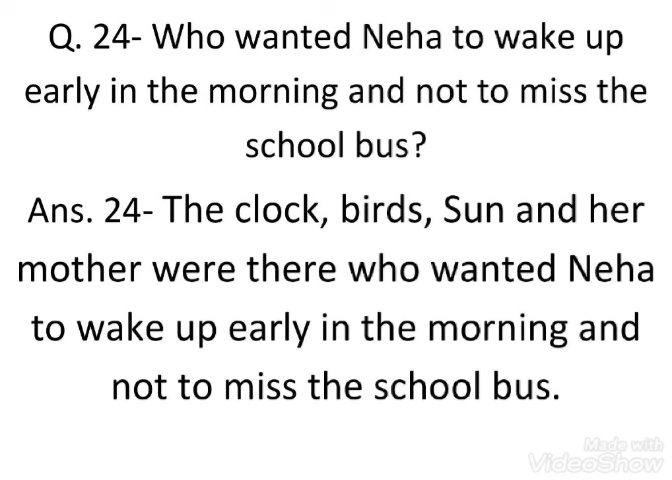 Q. 24- Who wanted Neha to wake up
early in the morning and not to miss the
school bus?
Ans. 24- The clock, birds, Sun and her
mother were there who wanted Neha
to wake up early in the morning and
not to miss the school bus.
Made with
VideoShow